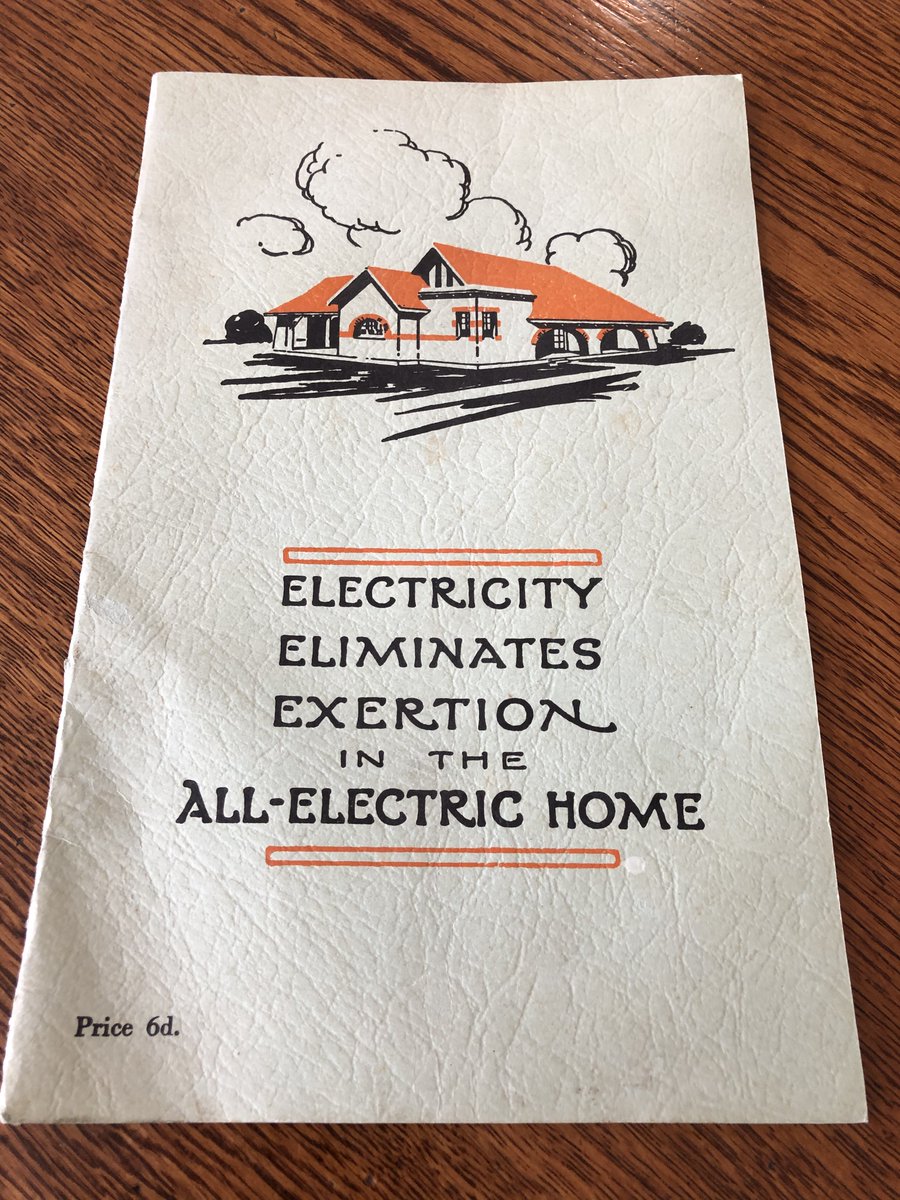 ELECTRICITY
ELIMINATES
EXERTION
IN THE
ALL-ELECTRIC HOME
Price 6d.